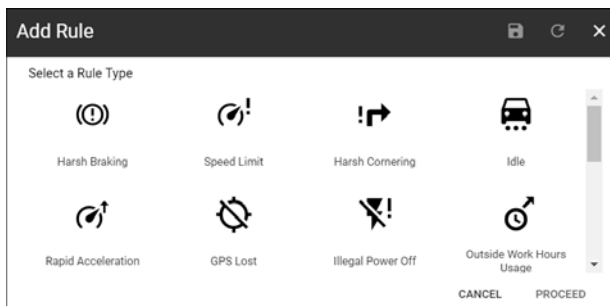 Add Rule
Select a Rule Type
Harsh Braking
Speed Limit
Harsh Cornering
Idle
Rapid Acceleration
GPS Lost
Illegal Power Off
Outside Work Hours
Usage
CANCEL PROCEED